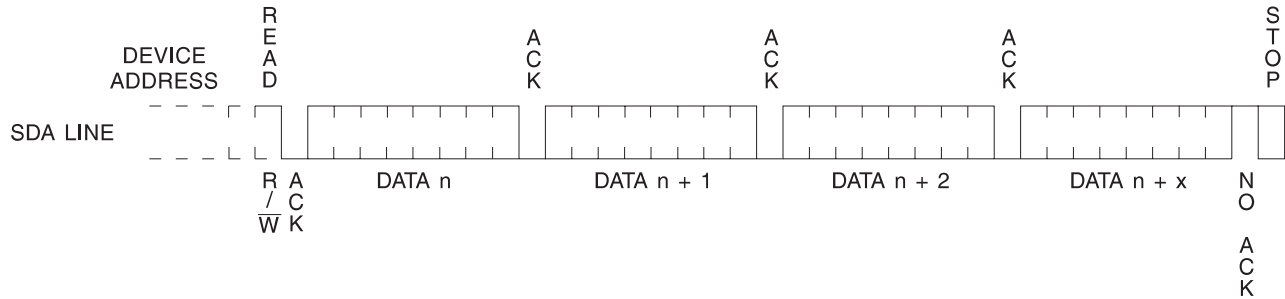 READ
ACK
ACK
ACK
STOP
DEVICE
ADDRESS
SDA LINE
R/W
ACK
DATA n
DATA n + 1
DATA n + 2
DATA n + x
NO ACK